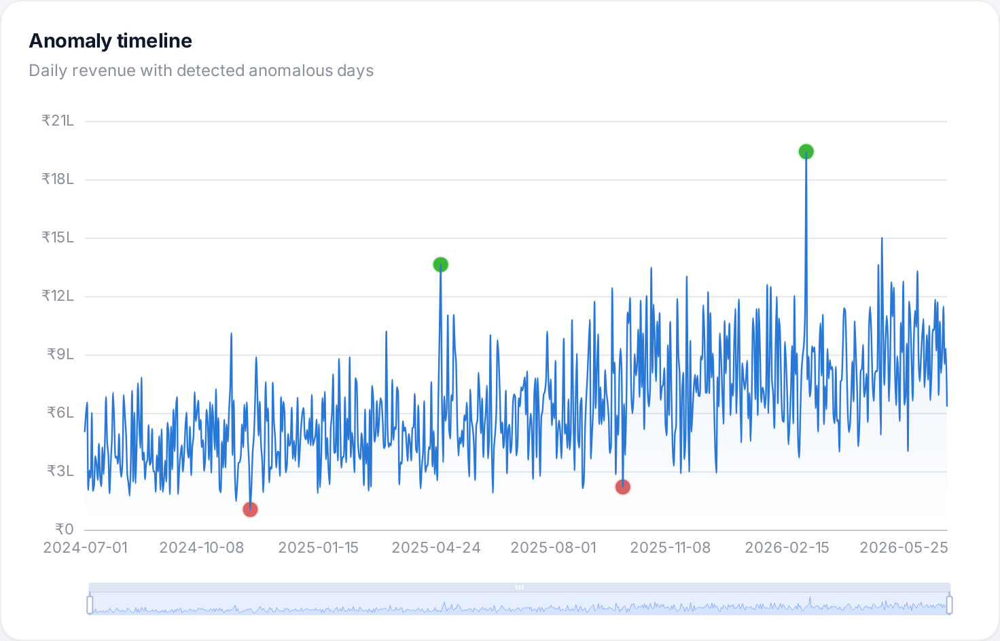 Anomaly timeline
Daily revenue with detected anomalous days
₹21L
₹18L
₹15L
₹12L
₹9L
₹6L
₹3L
₹0
2024-07-01 2024-10-08 2025-01-15 2025-04-24 2025-08-01 2025-11-08 2026-02-15 2026-05-25